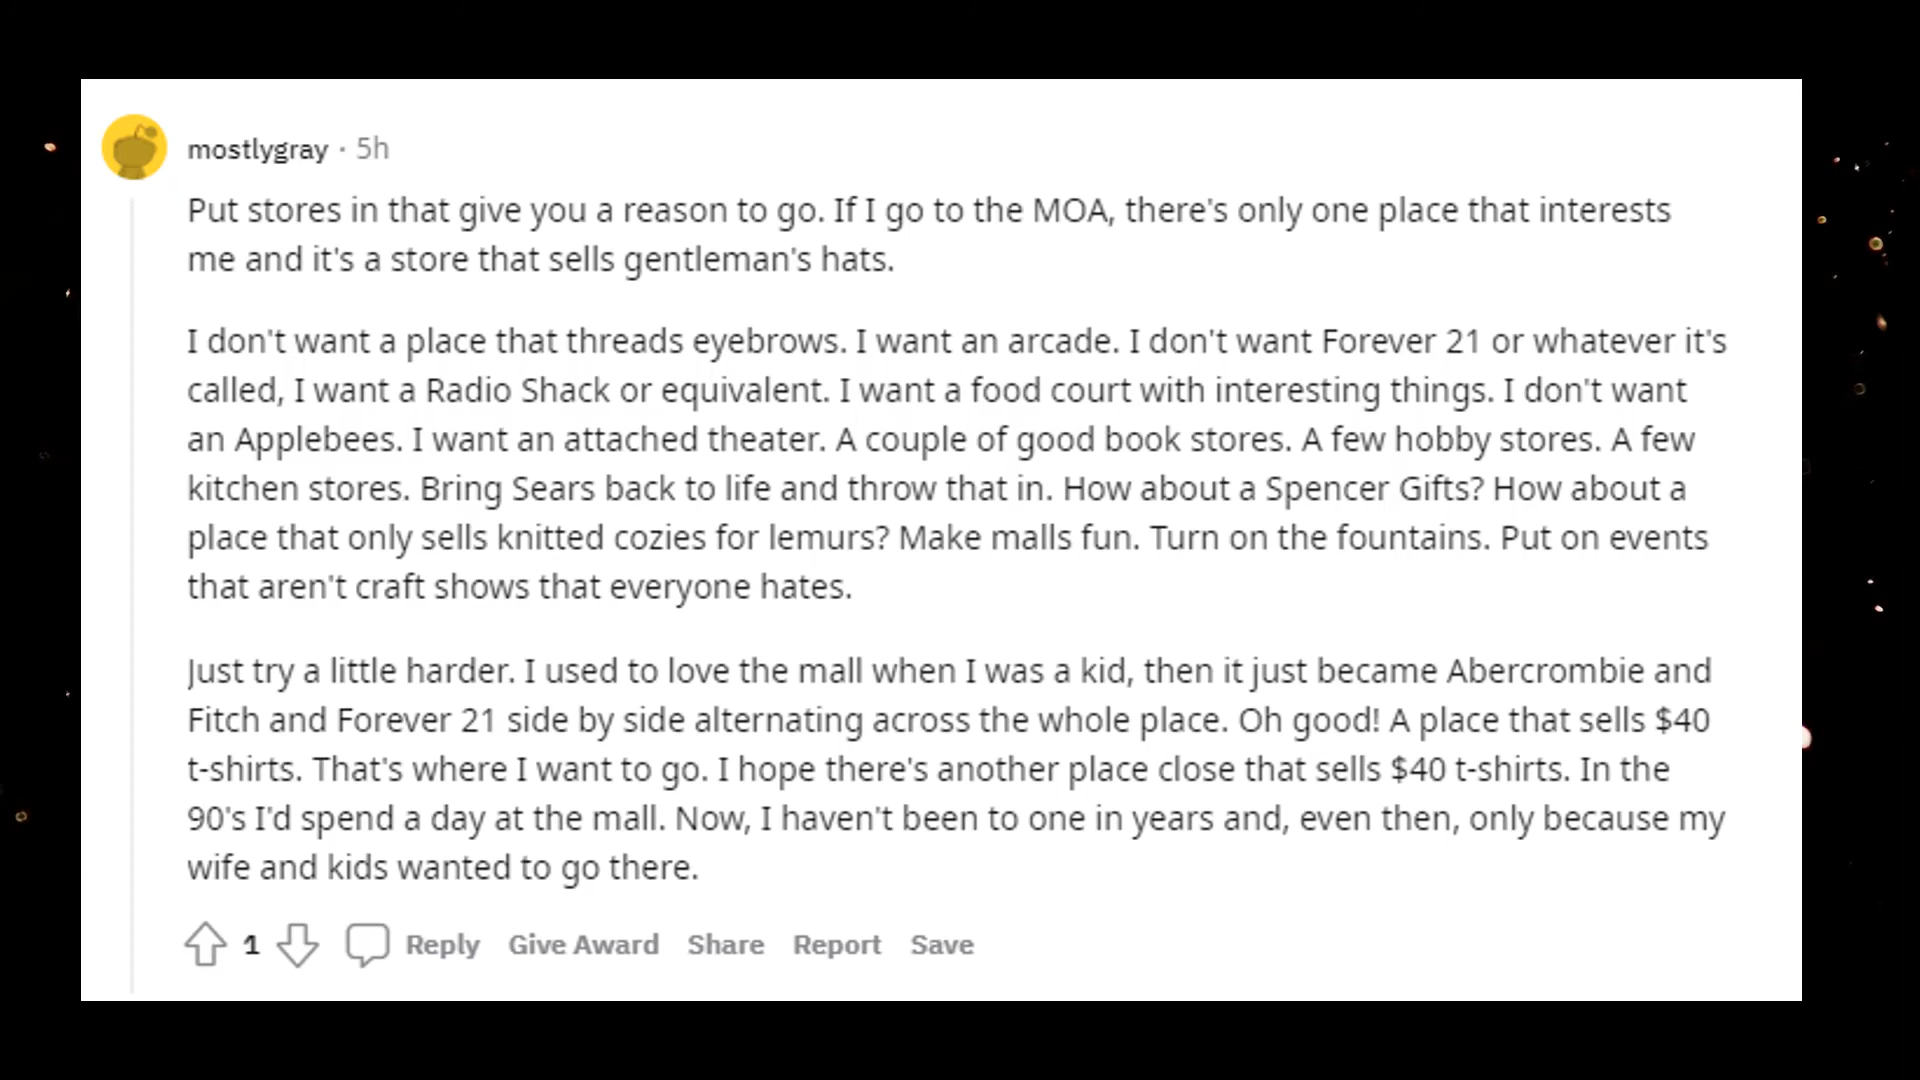 mostlygray · 5h
Put stores in that give you a reason to go. If I go to the MOA, there's only one place that interests
me and it's a store that sells gentleman's hats.
I don't want a place that threads eyebrows. I want an arcade. I don't want Forever 21 or whatever it's
called, I want a Radio Shack or equivalent. I want a food court with interesting things. I don't want
an Applebees. I want an attached theater. A couple of good book stores. A few hobby stores. A few
kitchen stores. Bring Sears back to life and throw that in. How about a Spencer Gifts? How about a
place that only sells knitted cozies for lemurs? Make malls fun. Turn on the fountains. Put on events
that aren't craft shows that everyone hates.
Just try a little harder. I used to love the mall when I was a kid, then it just became Abercrombie and
Fitch and Forever 21 side by side alternating across the whole place. Oh good! A place that sells $40
t-shirts. That's where I want to go. I hope there's another place close that sells $40 t-shirts. In the
90's I'd spend a day at the mall. Now, I haven't been to one in years and, even then, only because my
wife and kids wanted to go there.
1 Reply Give Award Share Report Save